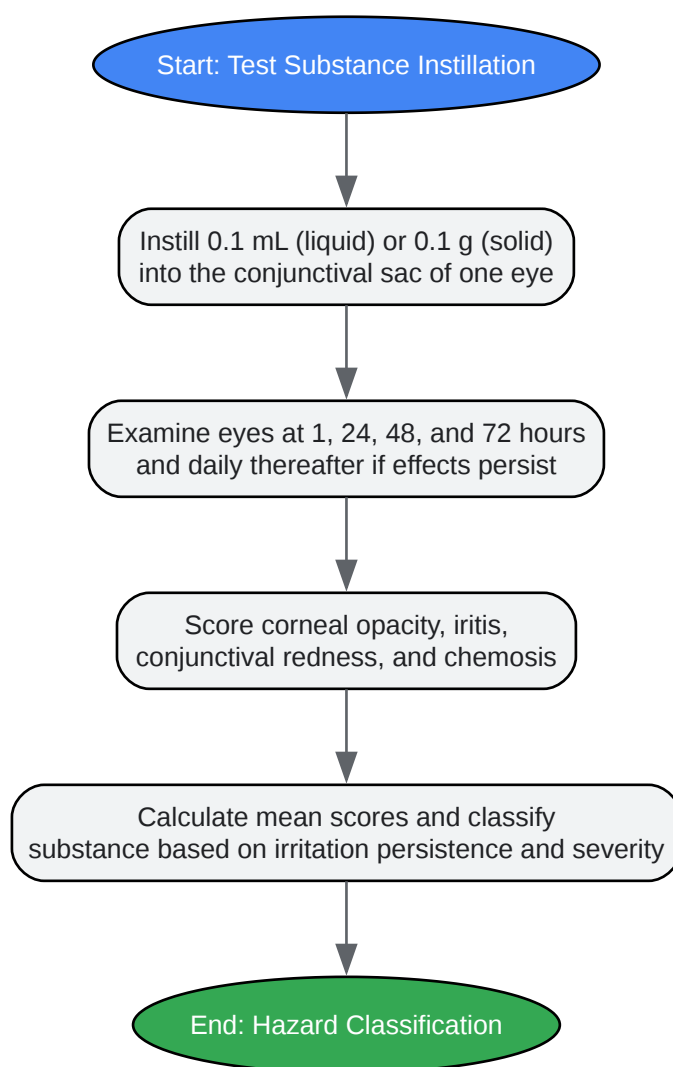 Start: Test Substance Instillation
Instill 0.1 mL (liquid) or 0.1 g (solid)
into the conjunctival sac of one eye
Examine eyes at 1, 24, 48, and 72 hours
and daily thereafter if effects persist
Score corneal opacity, iritis,
conjunctival redness, and chemosis
Calculate mean scores and classify
substance based on irritation persistence and severity
End: Hazard Classification